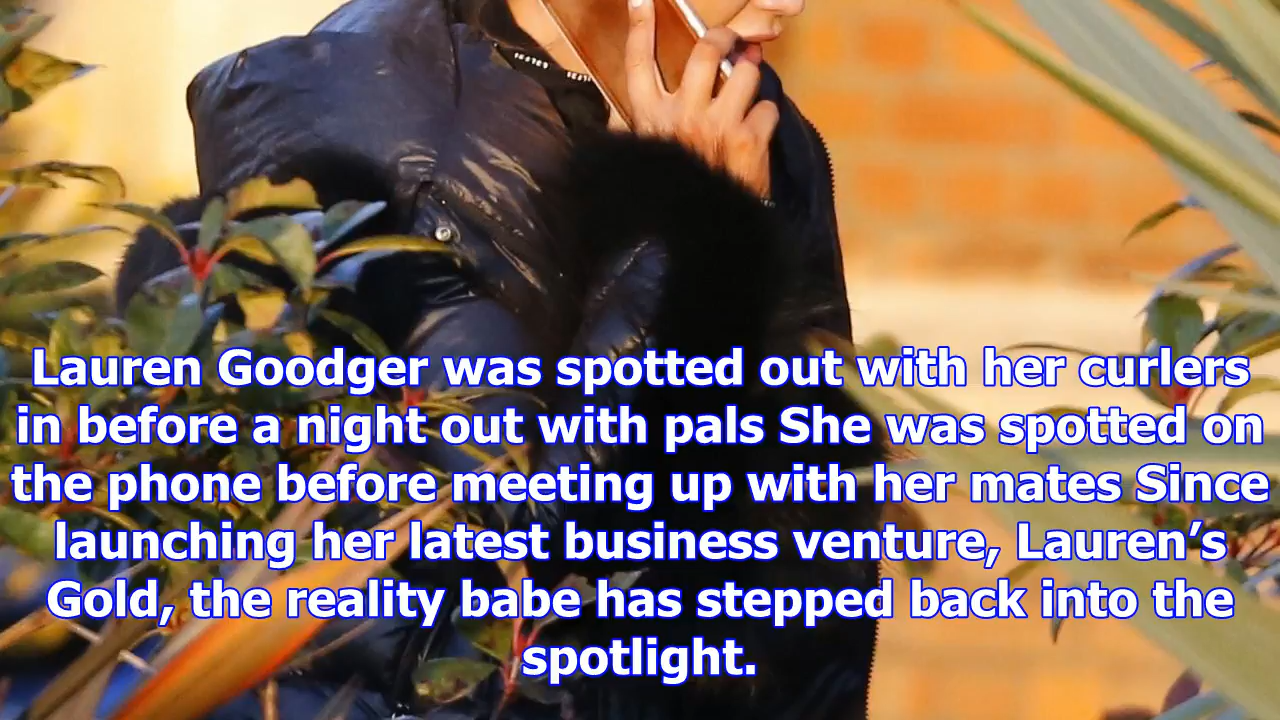 Lauren Goodger was spotted out with her curlers
in before a night out with pals She was spotted on
the phone before meeting up with her mates Since
launching her latest business venture, Lauren’s
Gold, the reality babe has stepped back into the
spotlight.